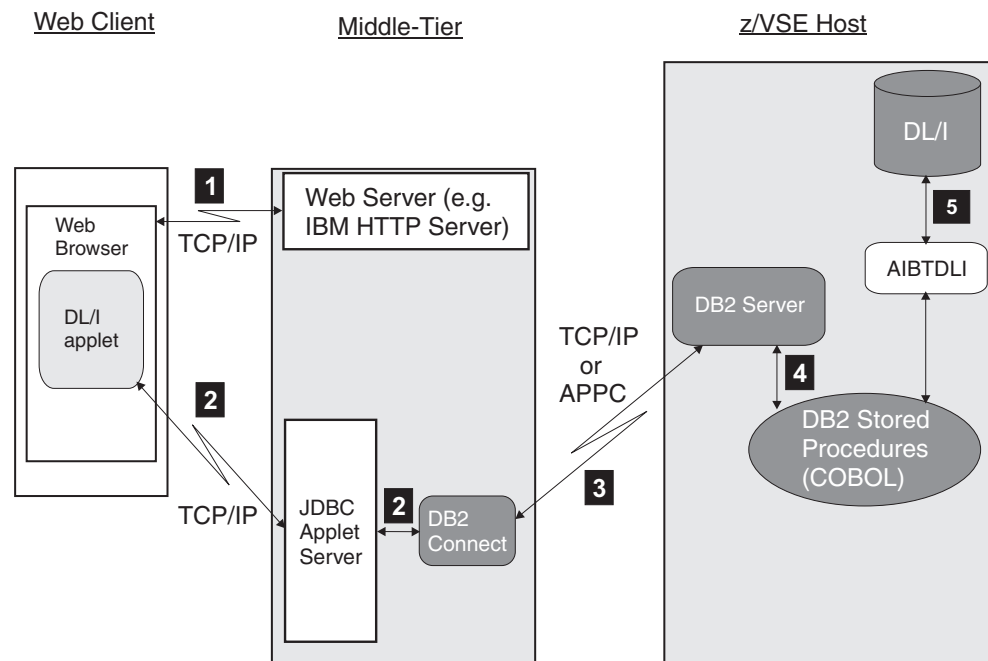 Web Client
Middle-Tier
z/VSE Host
DL/I
1
Web Server (e.g.
IBM HTTP Server)
5
Web
Browser
TCP/IP
AIBTDLI
DL/I
applet
DB2 Server
TCP/IP
or
APPC
4
2
DB2 Stored
Procedures
(COBOL)
3
TCP/IP
JDBC
Applet
Server
2
DB2
Connect